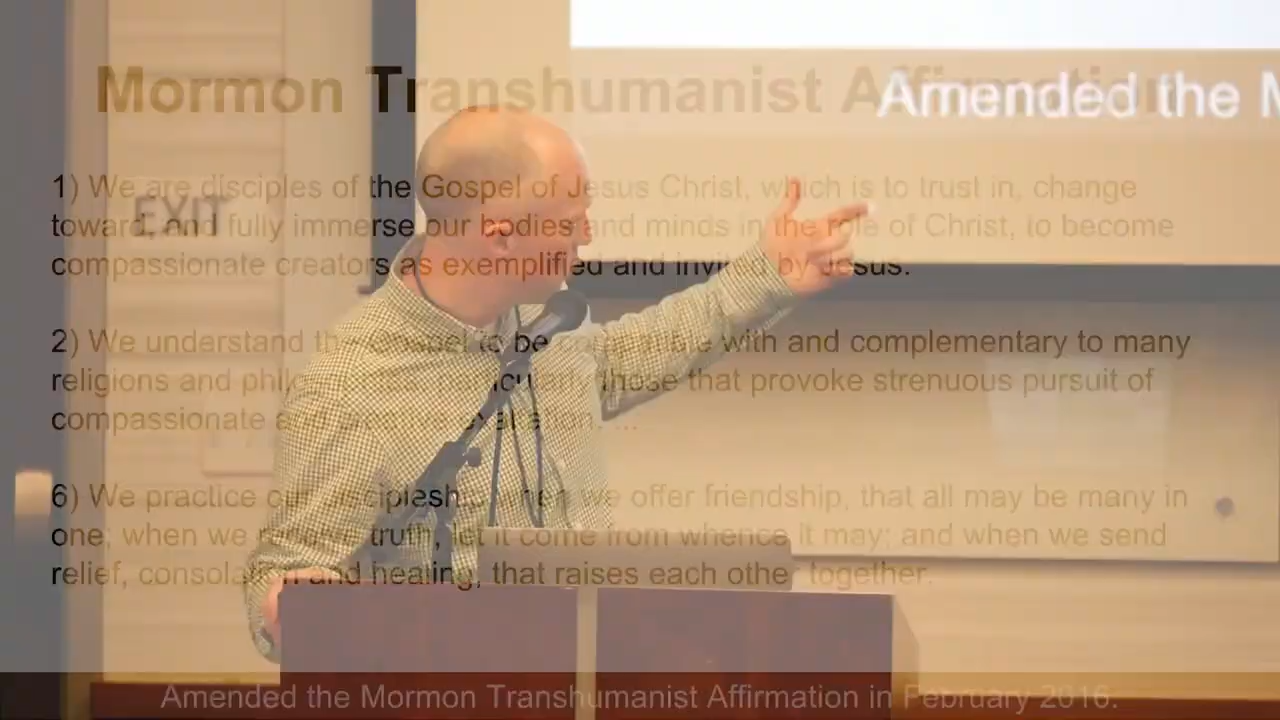 Mormon Transhumanist Affirmation
Amended the M
1) We are disciples of the Gospel of Jesus Christ, which is to trust in, change
EXIT
toward, and fully immerse our bodies and minds in the role of Christ, to become
compassionate creators as exemplified and invited by Jesus.
2) We understand the Gospel to be compatible with and complementary to many
religions and philosophies, particularly those that provoke strenuous pursuit of
compassionate and creative exaltation. ...
6) We practice our discipleship when we offer friendship, that all may be many in
one; when we receive truth, let it come from whence it may; and when we send
relief, consolation and healing, that raises each other together.
Amended the Mormon Transhumanist Affirmation in February 2016.